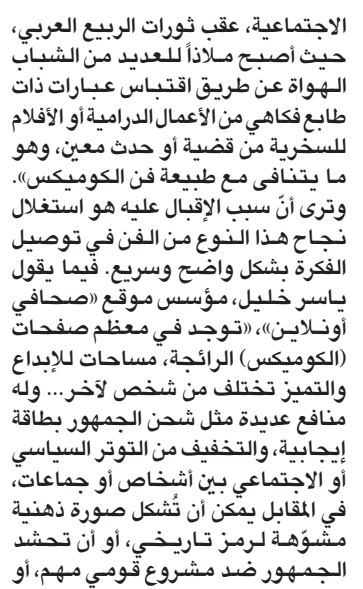 الاجتماعية، عقب ثورات الربيع العربي،
حيث أصبح ملاذاً للعديد من الشباب
الهواة عن طريق اقتباس عبارات ذات
طابع فكاهي من الأعمال الدرامية أو الأفلام
للسخرية من قضية أو حدث معين، وهو
ما يتنافى مع طبيعة فن الكوميكس».
وترى أنّ سبب الإقبال عليه هو استغلال
نجاح هذا النوع من الفن في توصيل
الفكرة بشكل واضح وسريع. فيما يقول
ياسر خليل، مؤسس موقع «صحافي
أونلاين»، «توجد في معظم صفحات
(الكوميكس) الرائجة، مساحات للإبداع
والتميز تختلف من شخص لآخر... وله
منافع عديدة مثل شحن الجمهور بطاقة
إيجابية، والتخفيف من التوتر السياسي
أو الاجتماعي بين أشخاص أو جماعات،
في المقابل يمكن أن تُشكل صورة ذهنية
مشوّهة لرمز تاريخي، أو أن تحشد
الجمهور ضد مشروع قومي مهم، أو